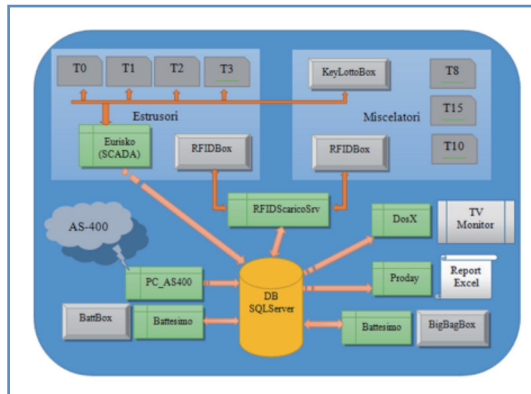 T0
T1
T2
T3
Estrusori
Eurisko
(SCADA)
RFIDBox
KeyLottoBox
T8
T15
T10
Miscelatori
RFIDBox
RFIDScaricoSrv
AS-400
PC_AS400
BattBox
Battesimo
DB
SQLServer
DosX
TV
Monitor
Proday
Report
Excel
Battesimo
BigBagBox